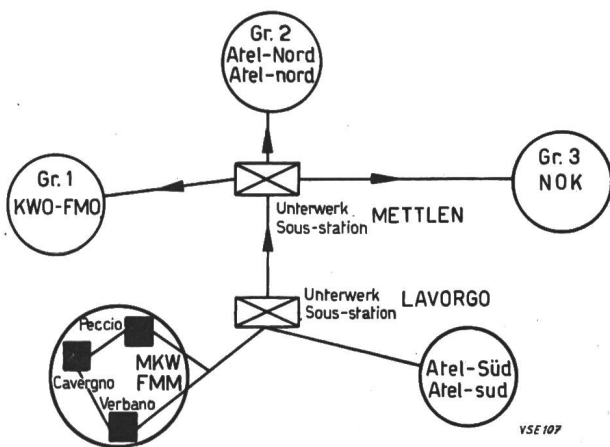 Gr. 2
Atel-Nord
Atel-nord
Gr. 1
KWO-FMO
Gr. 3
NOK
Unterwerk
Sous-station METTLEN
Unterwerk
Sous-station LAVORGO
Peccio
MKW
FMM
Cavergno
Verbano
Atel-Süd
Atel-sud
VSE 107